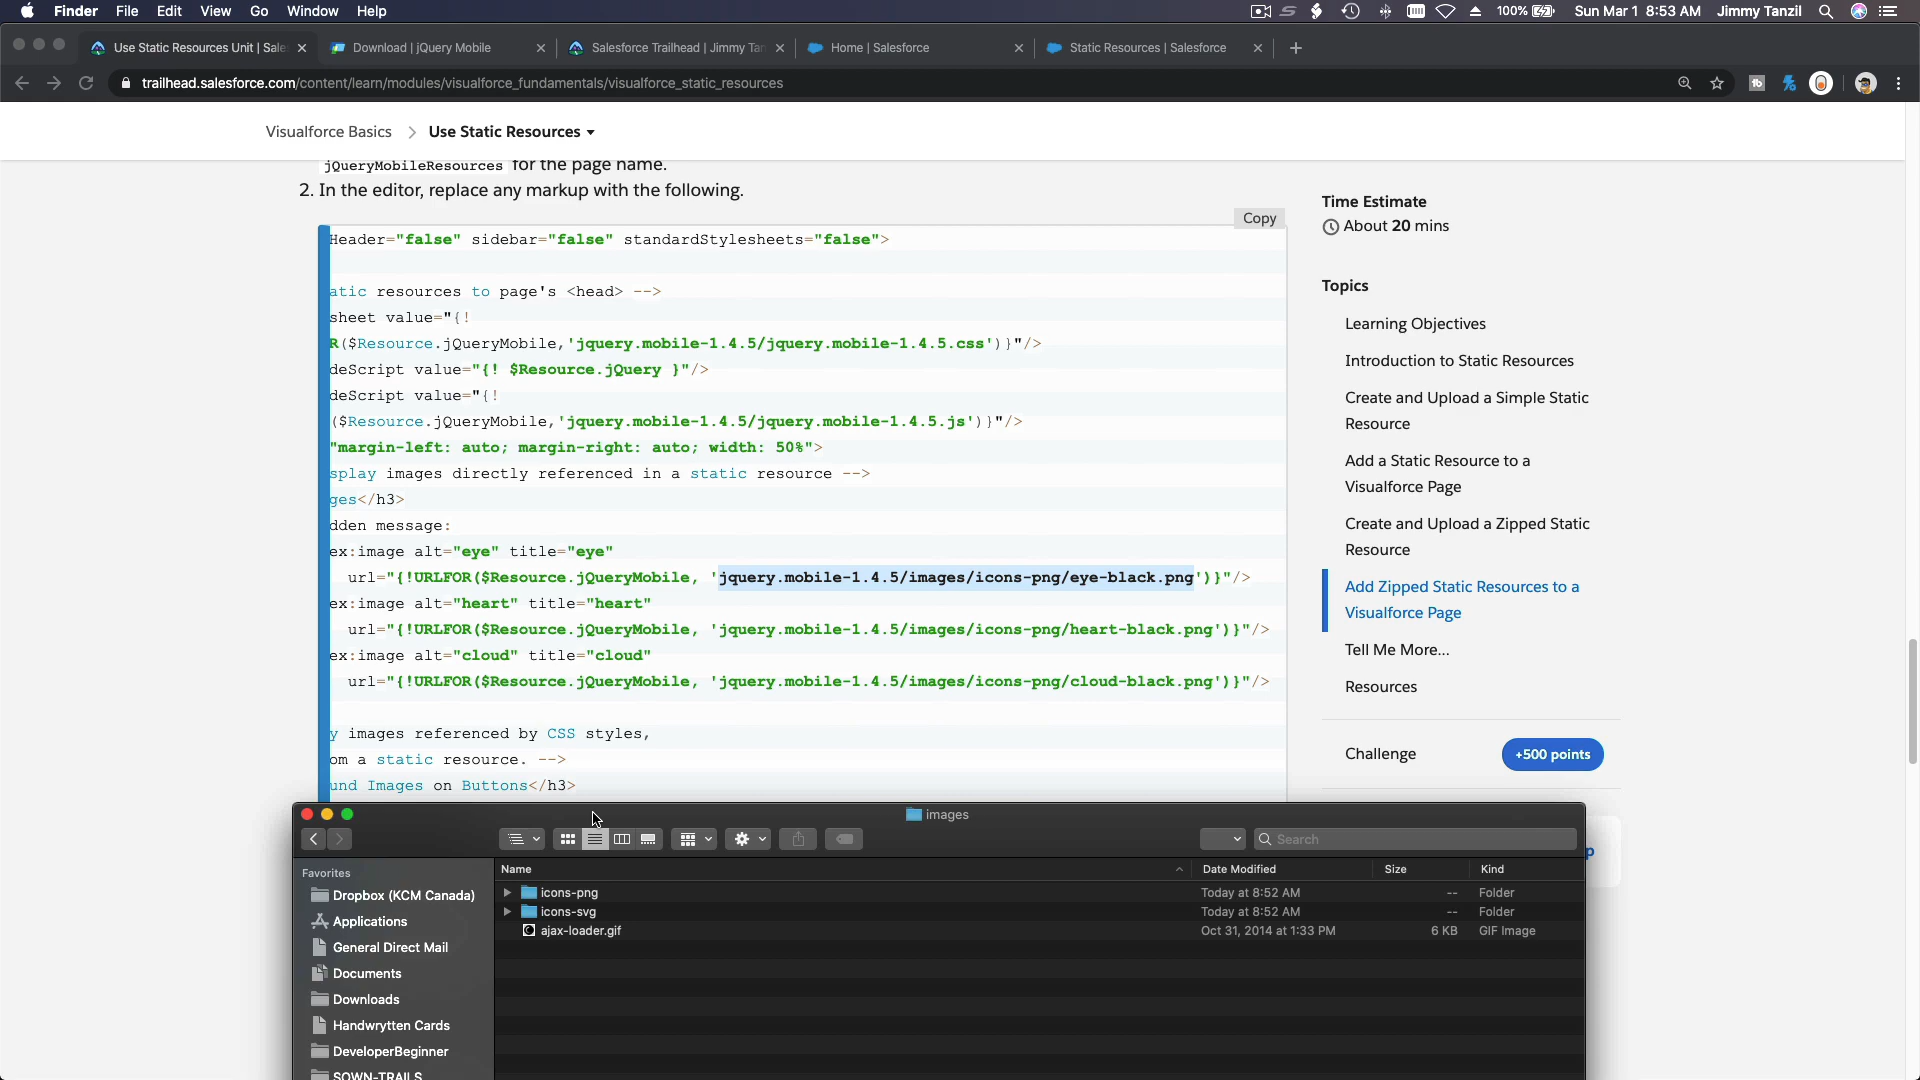 Finder File Edit View Go Window Help 100% Sun Mar 1 8:53 AM Jimmy Tanzil
Use Static Resources Unit | Sale Download | jQuery Mobile Salesforce Trailhead | Jimmy Tan Home | Salesforce Static Resources | Salesforce
trailhead.salesforce.com/content/learn/modules/visualforce_fundamentals/visualforce_static_resources
Visualforce Basics > Use Static Resources
jQueryMobileResources for the page name.
2. In the editor, replace any markup with the following.
Copy
Header="false" sidebar="false" standardStylesheets="false">
atic resources to page's <head> -->
sheet value="{!
R($Resource.jQueryMobile,'jquery.mobile-1.4.5/jquery.mobile-1.4.5.css')}"/>
deScript value="{! $Resource.jQuery }"/>
deScript value="{!
($Resource.jQueryMobile,'jquery.mobile-1.4.5/jquery.mobile-1.4.5.js')}"/>
"margin-left: auto; margin-right: auto; width: 50%">
splay images directly referenced in a static resource -->
ges</h3>
dden message:
ex:image alt="eye" title="eye"
url="{!URLFOR($Resource.jQueryMobile, 'jquery.mobile-1.4.5/images/icons-png/eye-black.png')}"/>
ex:image alt="heart" title="heart"
url="{!URLFOR($Resource.jQueryMobile, 'jquery.mobile-1.4.5/images/icons-png/heart-black.png')}"/>
ex:image alt="cloud" title="cloud"
url="{!URLFOR($Resource.jQueryMobile, 'jquery.mobile-1.4.5/images/icons-png/cloud-black.png')}"/>
y images referenced by CSS styles,
om a static resource. -->
und Images on Buttons</h3>
Time Estimate
About 20 mins
Topics
Learning Objectives
Introduction to Static Resources
Create and Upload a Simple Static
Resource
Add a Static Resource to a
Visualforce Page
Create and Upload a Zipped Static
Resource
Add Zipped Static Resources to a
Visualforce Page
Tell Me More...
Resources
Challenge +500 points
p
images
Search
Favorites
Dropbox (KCM Canada)
Applications
General Direct Mail
Documents
Downloads
Handwrytten Cards
DeveloperBeginner
SOWN-TRAILS
Name Date Modified Size Kind
icons-png Today at 8:52 AM -- Folder
icons-svg Today at 8:52 AM -- Folder
ajax-loader.gif Oct 31, 2014 at 1:33 PM 6 KB GIF Image